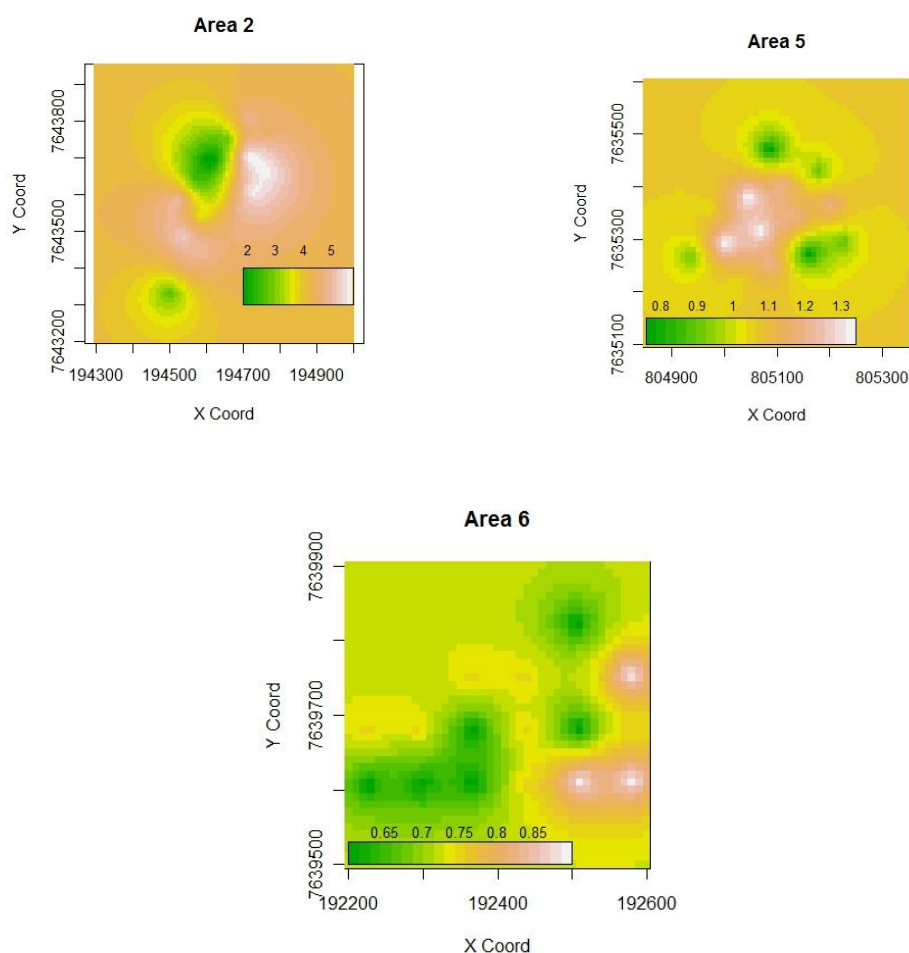 Area 2
Y Coord
7643200 7643500 7643800
2 3 4 5
194300 194500 194700 194900
X Coord
Area 5
Y Coord
7635100 7635300 7635500
0.8 0.9 1 1.1 1.2 1.3
804900 805100 805300
X Coord
Area 6
Y Coord
7639500 7639700 7639900
0.65 0.7 0.75 0.8 0.85
192200 192400 192600
X Coord